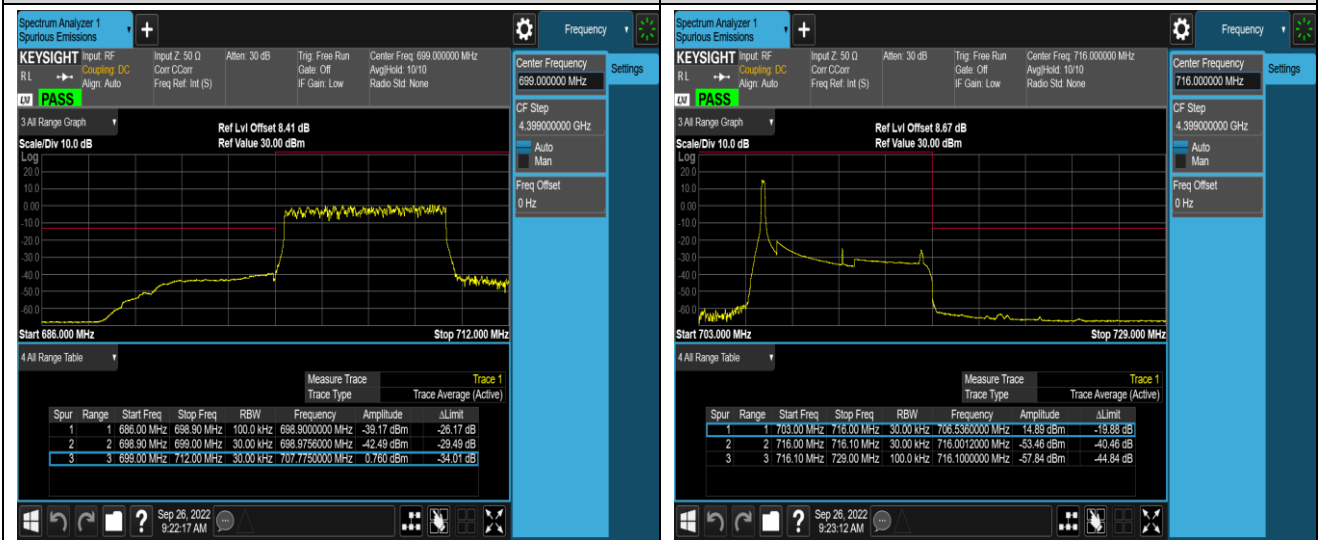 Spectrum Analyzer 1
Spurious Emissions
+
Frequency
KEYSIGHT Input: RF Input Z: 50 Ω Atten: 30 dB Trig: Free Run Center Freq: 699.000000 MHz
RL Coupling: DC Corr CCorr Gate: Off Avg|Hold: 10/10
Align: Auto Freq Ref: Int (S) IF Gain: Low Radio Std: None
LXI PASS
Center Frequency
699.000000 MHz
Settings
CF Step
4.399000000 GHz
Auto
Man
Freq Offset
0 Hz
3 All Range Graph
Ref Lvl Offset 8.41 dB
Scale/Div 10.0 dB Ref Value 30.00 dBm
Log
20.0
10.0
0.00
-10.0
-20.0
-30.0
-40.0
-50.0
-60.0
Start 686.000 MHz Stop 712.000 MHz
4 All Range Table
Measure Trace Trace 1
Trace Type Trace Average (Active)
Spur Range Start Freq Stop Freq RBW Frequency Amplitude ΔLimit
1 1 686.00 MHz 698.90 MHz 100.0 kHz 698.9000000 MHz -39.17 dBm -26.17 dB
2 2 698.90 MHz 699.00 MHz 30.00 kHz 698.9756000 MHz -42.49 dBm -29.49 dB
3 3 699.00 MHz 712.00 MHz 30.00 kHz 707.7750000 MHz 0.760 dBm -34.01 dB
? Sep 26, 2022
9:22:17 AM
Spectrum Analyzer 1
Spurious Emissions
+
Frequency
KEYSIGHT Input: RF Input Z: 50 Ω Atten: 30 dB Trig: Free Run Center Freq: 716.000000 MHz
RL Coupling: DC Corr CCorr Gate: Off Avg|Hold: 10/10
Align: Auto Freq Ref: Int (S) IF Gain: Low Radio Std: None
LXI PASS
Center Frequency
716.000000 MHz
Settings
CF Step
4.399000000 GHz
Auto
Man
Freq Offset
0 Hz
3 All Range Graph
Ref Lvl Offset 8.67 dB
Scale/Div 10.0 dB Ref Value 30.00 dBm
Log
20.0
10.0
0.00
-10.0
-20.0
-30.0
-40.0
-50.0
-60.0
Start 703.000 MHz Stop 729.000 MHz
4 All Range Table
Measure Trace Trace 1
Trace Type Trace Average (Active)
Spur Range Start Freq Stop Freq RBW Frequency Amplitude ΔLimit
1 1 703.00 MHz 716.00 MHz 30.00 kHz 706.5360000 MHz 14.89 dBm -19.88 dB
2 2 716.00 MHz 716.10 MHz 30.00 kHz 716.0012000 MHz -53.46 dBm -40.46 dB
3 3 716.10 MHz 729.00 MHz 100.0 kHz 716.1000000 MHz -57.84 dBm -44.84 dB
? Sep 26, 2022
9:23:12 AM